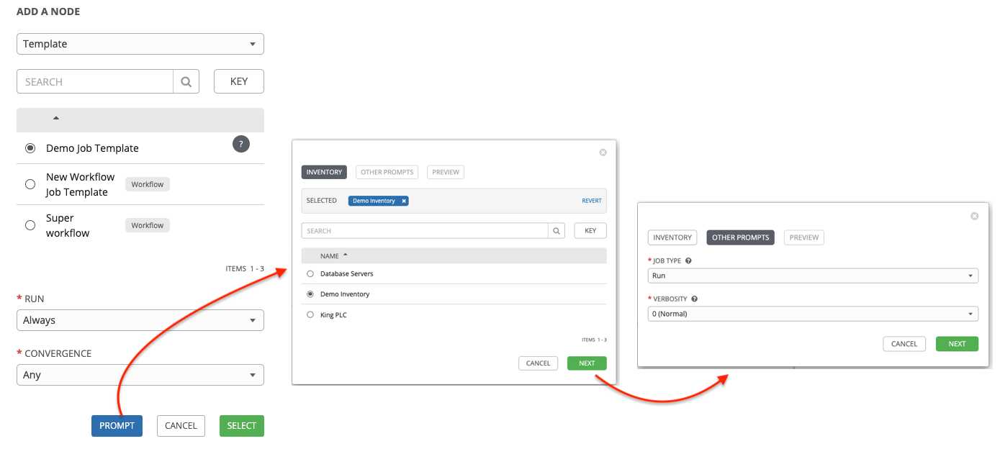 ADD A NODE
Template
SEARCH
KEY
?
Demo Job Template
New Workflow
Job Template
Workflow
Super
workflow
Workflow
ITEMS 1 - 3
* RUN
Always
* CONVERGENCE
Any
PROMPT CANCEL SELECT
INVENTORY OTHER PROMPTS PREVIEW
SELECTED Demo Inventory x REVERT
SEARCH KEY
NAME
Database Servers
Demo Inventory
King PLC
ITEMS 1 - 3
CANCEL NEXT
INVENTORY OTHER PROMPTS PREVIEW
* JOB TYPE ?
Run
* VERBOSITY ?
0 (Normal)
CANCEL NEXT